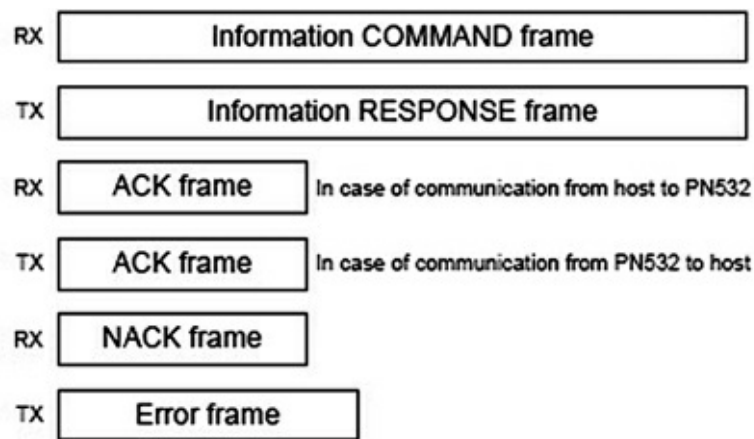 RX Information COMMAND frame
TX Information RESPONSE frame
RX ACK frame In case of communication from host to PN532
TX ACK frame In case of communication from PN532 to host
RX NACK frame
TX Error frame